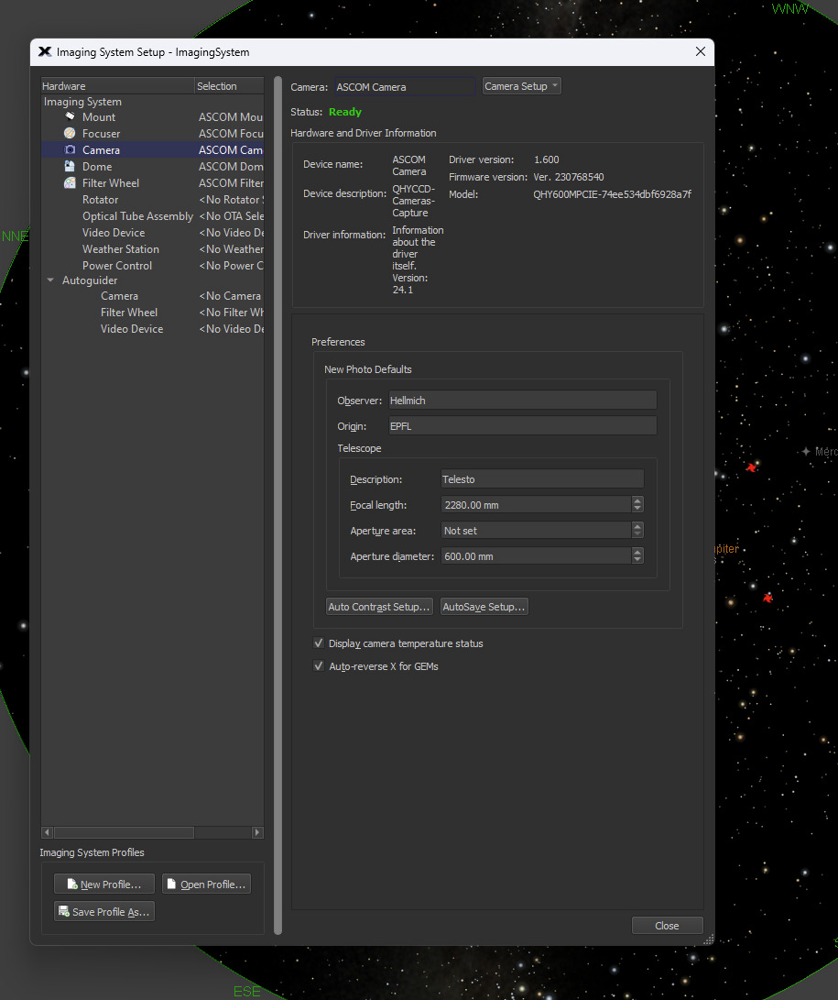 WNW
Imaging System Setup - ImagingSystem
Hardware Selection
Imaging System
Mount ASCOM Mou
Focuser ASCOM Focu
Camera ASCOM Cam
Dome ASCOM Dom
Filter Wheel ASCOM Filter
Rotator <No Rotator S
Optical Tube Assembly <No OTA Sele
Video Device <No Video De
Weather Station <No Weather
Power Control <No Power C
Autoguider
Camera <No Camera
Filter Wheel <No Filter Wh
Video Device <No Video De
Imaging System Profiles
New Profile...
Open Profile...
Save Profile As...
Camera: ASCOM Camera
Camera Setup
Status: Ready
Hardware and Driver Information
Device name: ASCOM
Camera
Device description: QHYCCD-
Cameras-
Capture
Driver information: Information
about the
driver
itself.
Version:
24.1
Driver version: 1.600
Firmware version: Ver. 230768540
Model: QHY600MPCIE-74ee534dbf6928a7f
Preferences
New Photo Defaults
Observer: Hellmich
Origin: EPFL
Telescope
Description: Telesto
Focal length: 2280.00 mm
Aperture area: Not set
Aperture diameter: 600.00 mm
Auto Contrast Setup...
AutoSave Setup...
Display camera temperature status
Auto-reverse X for GEMs
Close
NNE
Merc
upiter
ESE